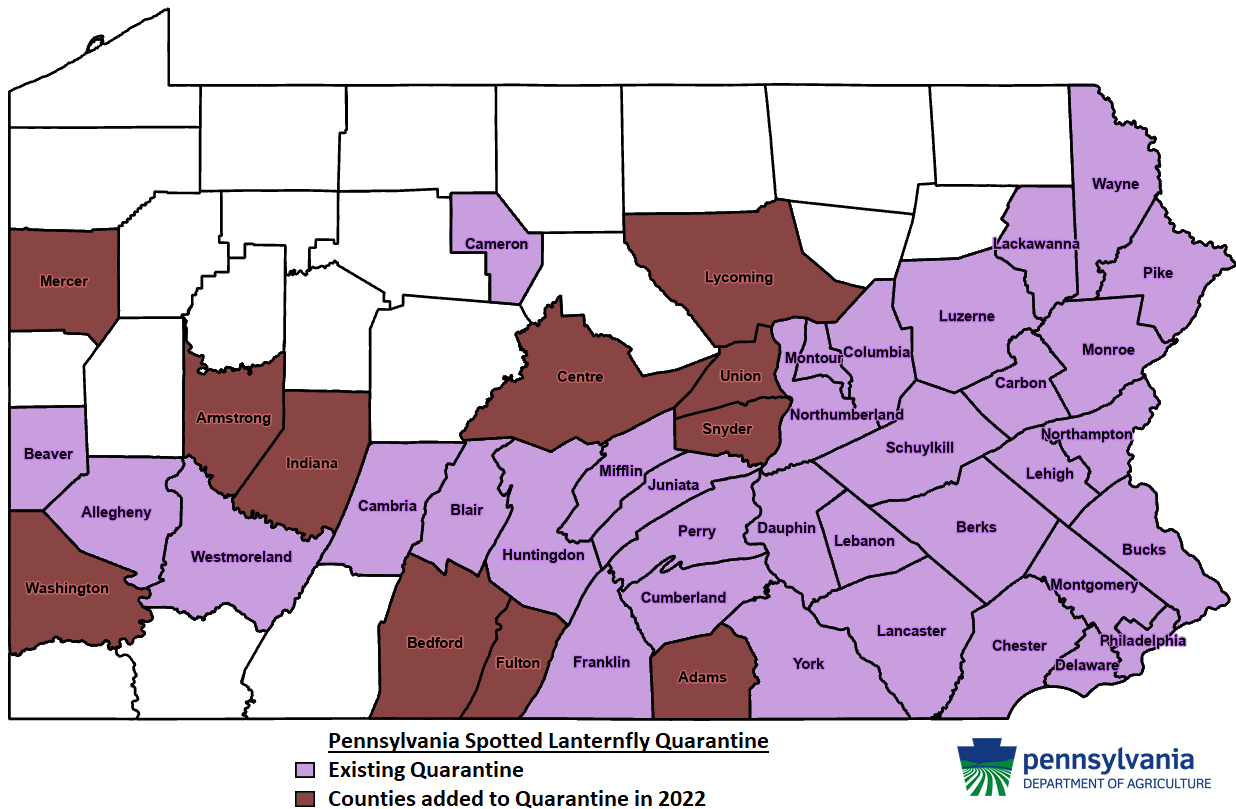 Wayne
Cameron
Lackawanna
Mercer
Lycoming
Pike
Luzerne
Monroe
Montour
Columbia
Centre
Union
Carbon
Armstrong
Northumberland
Snyder
Northampton
Beaver
Indiana
Schuylkill
Mifflin
Lehigh
Juniata
Allegheny
Cambria
Blair
Perry
Dauphin
Berks
Lebanon
Bucks
Westmoreland
Huntingdon
Washington
Montgomery
Cumberland
Lancaster
Bedford
Philadelphia
Chester
Fulton
Franklin
York
Delaware
Adams
Pennsylvania Spotted Lanternfly Quarantine
Existing Quarantine
Counties added to Quarantine in 2022
pennsylvania
DEPARTMENT OF AGRICULTURE